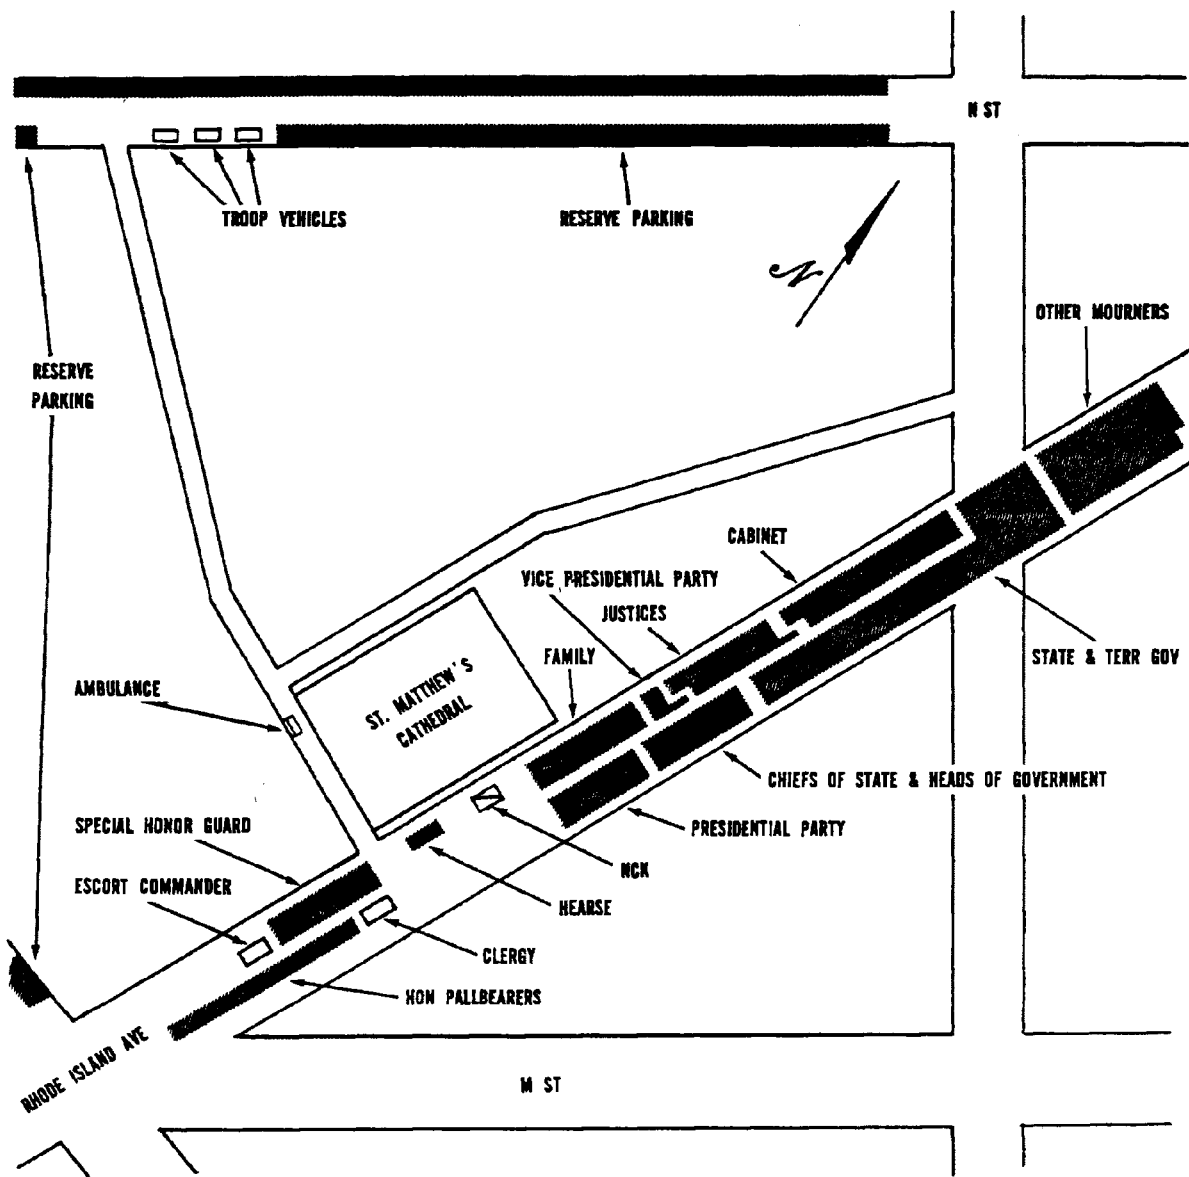 N ST
TROOP VEHICLES
RESERVE PARKING
N
OTHER MOURNERS
RESERVE
PARKING
CABINET
VICE PRESIDENTIAL PARTY
JUSTICES
FAMILY
STATE & TERR GOV
AMBULANCE
ST. MATTHEW'S
CATHEDRAL
CHIEFS OF STATE & HEADS OF GOVERNMENT
SPECIAL HONOR GUARD
PRESIDENTIAL PARTY
NCK
ESCORT COMMANDER
HEARSE
CLERGY
HON PALLBEARERS
RHODE ISLAND AVE
M ST